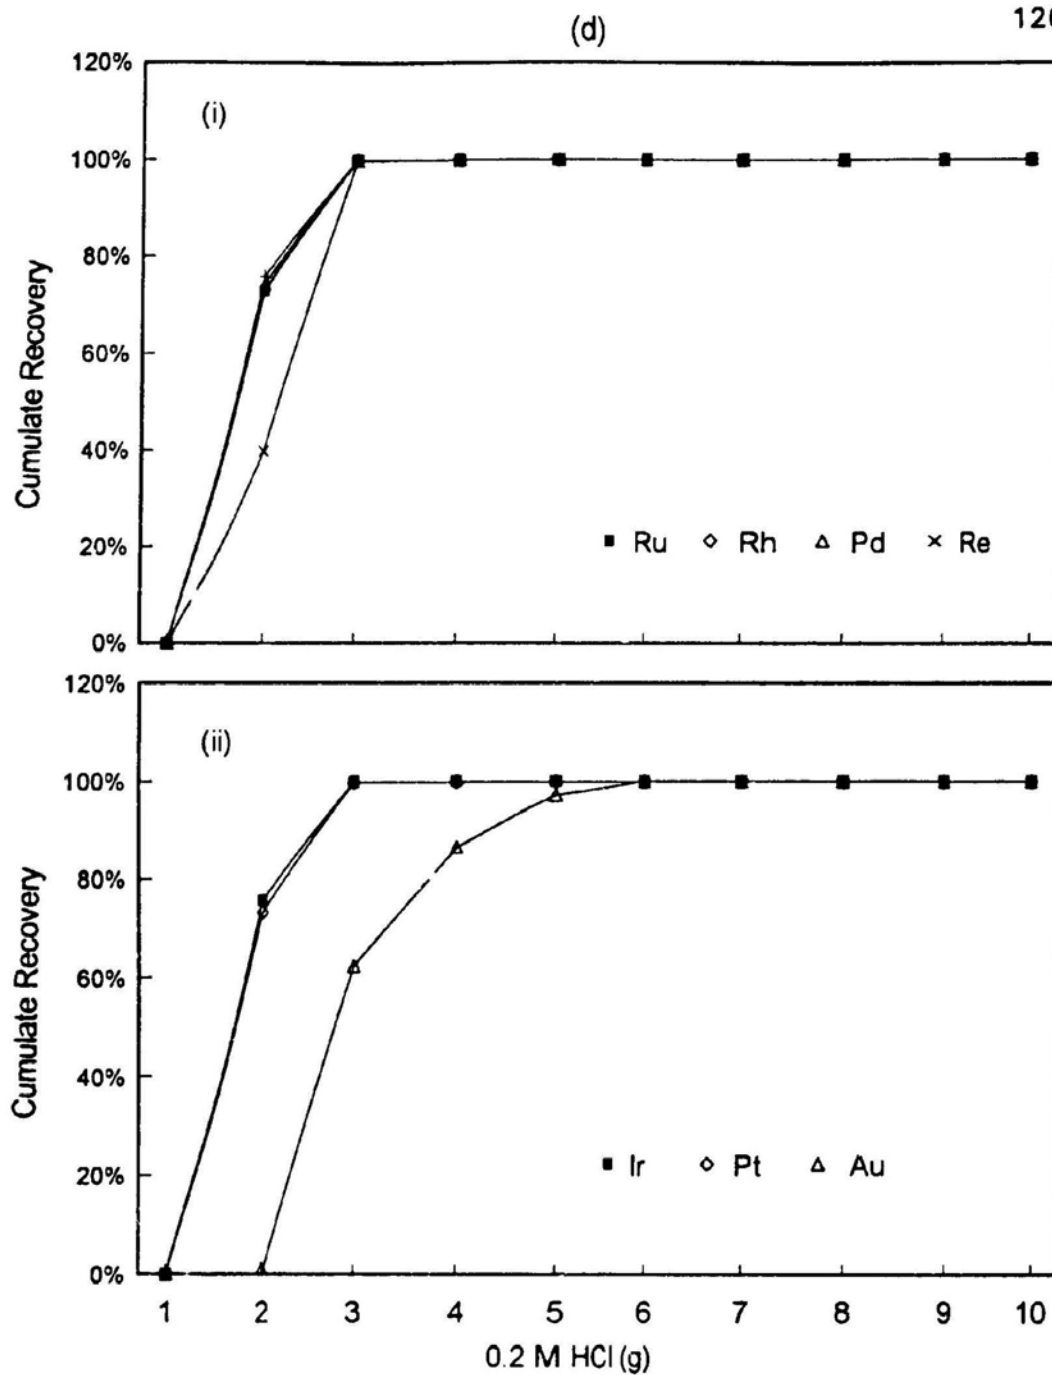 (d)
120%
(i)
100%
80%
60%
40%
20%
0%
Cumulate Recovery
Ru Rh Pd Re
120%
(ii)
100%
80%
60%
40%
20%
0%
Cumulate Recovery
Ir Pt Au
1 2 3 4 5 6 7 8 9 10
0.2 M HCl (g)